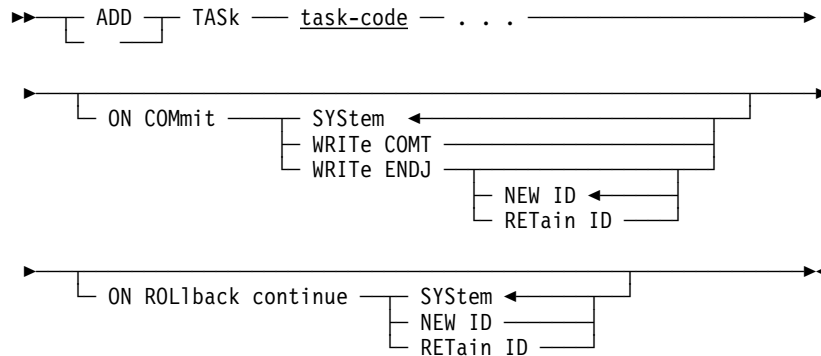 ADD TASk task-code . . .
ON COMmit SYStem
WRITe COMT
WRITe ENDJ
NEW ID
RETain ID
ON ROLlback continue SYStem
NEW ID
RETain ID